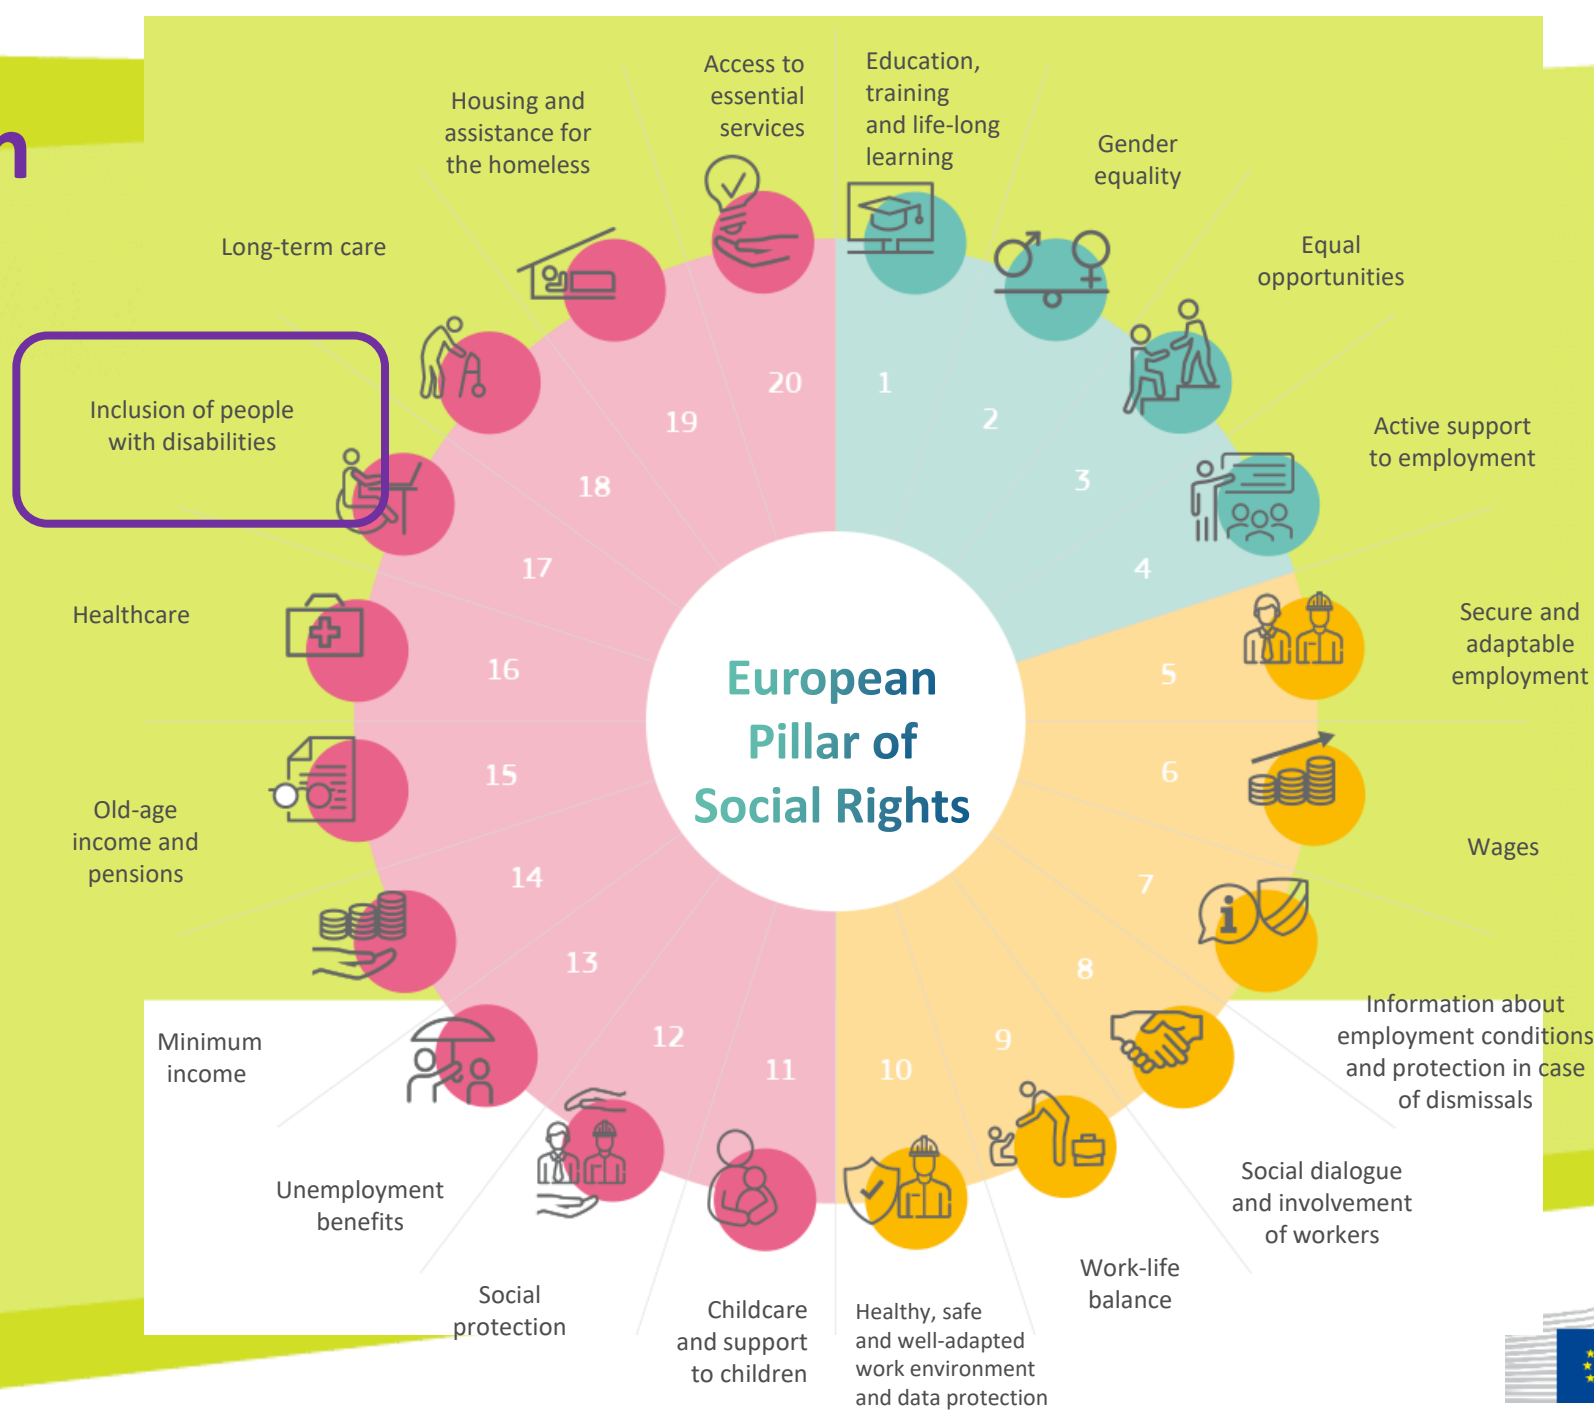 n
Access to
essential
services
Education,
training
and life-long
learning
Housing and
assistance for
the homeless
Gender
equality
Long-term care
Equal
opportunities
Inclusion of people
with disabilities
Active support
to employment
Healthcare
Secure and
adaptable
employment
Old-age
income and
pensions
Wages
Minimum
income
Information about
employment conditions
and protection in case
of dismissals
Unemployment
benefits
Social dialogue
and involvement
of workers
Social
protection
Childcare
and support
to children
Healthy, safe
and well-adapted
work environment
and data protection
Work-life
balance
European
Pillar of
Social Rights
1
2
3
4
5
6
7
8
9
10
11
12
13
14
15
16
17
18
19
20
i